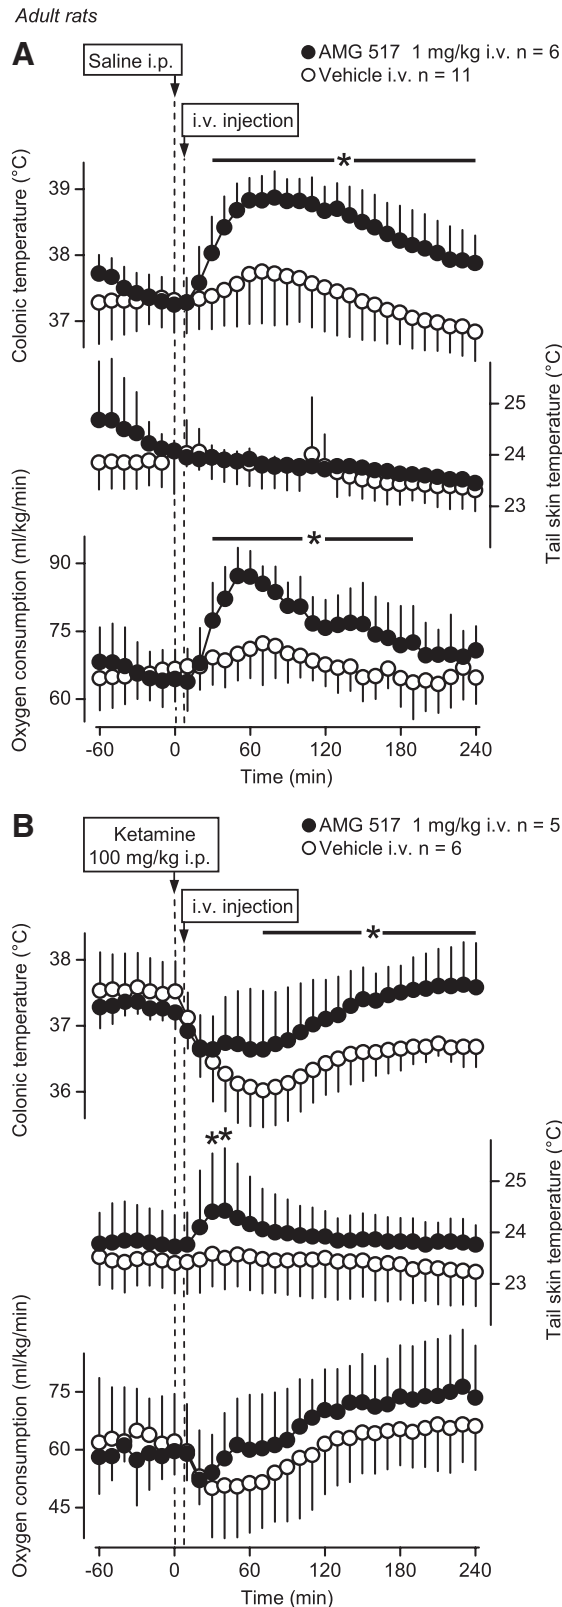 Adult rats
A
Saline i.p.
i.v. injection
AMG 517 1 mg/kg i.v. n = 6
Vehicle i.v. n = 11
Colonic temperature (°C)
39
38
37
*
Tail skin temperature (°C)
25
24
23
Oxygen consumption (ml/kg/min)
90
75
60
*
-60 0 60 120 180 240
Time (min)
B
Ketamine
100 mg/kg i.p.
i.v. injection
AMG 517 1 mg/kg i.v. n = 5
Vehicle i.v. n = 6
Colonic temperature (°C)
38
37
36
*
Tail skin temperature (°C)
25
24
23
**
Oxygen consumption (ml/kg/min)
75
60
45
-60 0 60 120 180 240
Time (min)